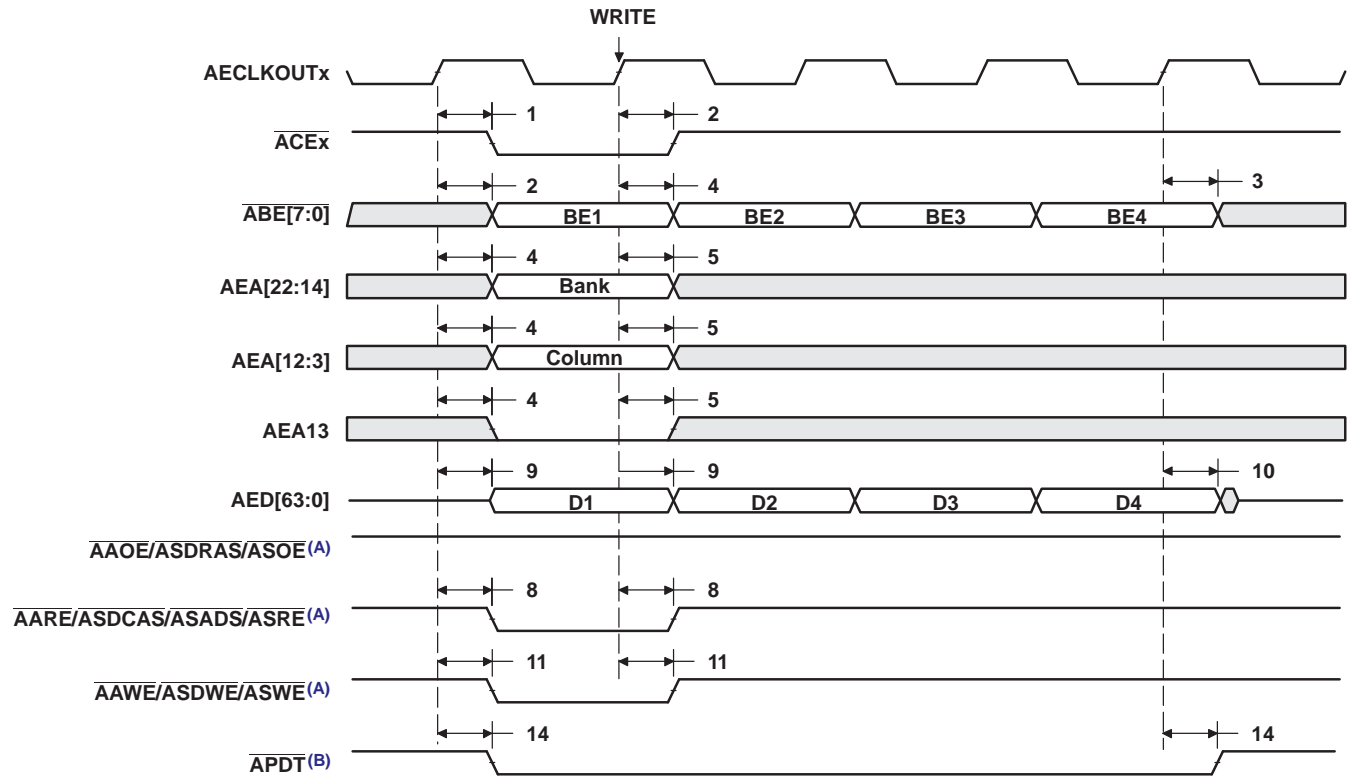 WRITE
AECLKOUTx
1 2
ACEx
2 4 3
ABE[7:0] BE1 BE2 BE3 BE4
4 5
AEA[22:14] Bank
4 5
AEA[12:3] Column
4 5
AEA13
9 9 10
AED[63:0] D1 D2 D3 D4
AAOE/ASDRAS/ASOE(A)
8 8
AARE/ASDCAS/ASADS/ASRE(A)
11 11
AAWE/ASDWE/ASWE(A)
14 14
APDT(B)